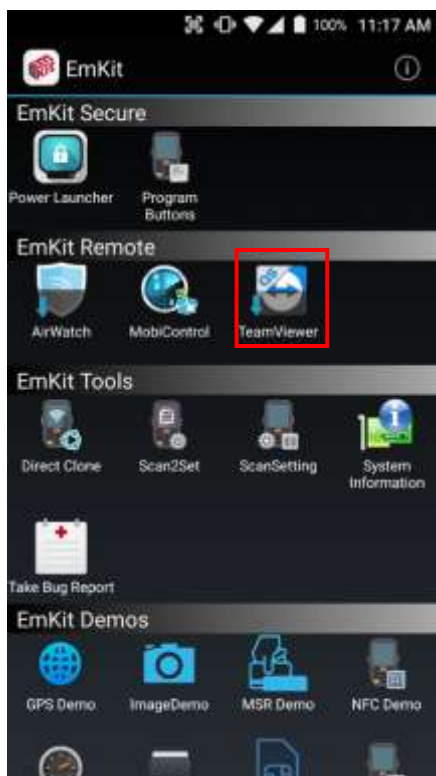 100% 11:17 AM
EmKit
EmKit Secure
Power Launcher
Program
Buttons
EmKit Remote
AirWatch
MobiControl
TeamViewer
EmKit Tools
Direct Clone
Scan2Set
ScanSetting
System
Information
Take Bug Report
EmKit Demos
GPS Demo
ImageDemo
MSR Demo
NFC Demo